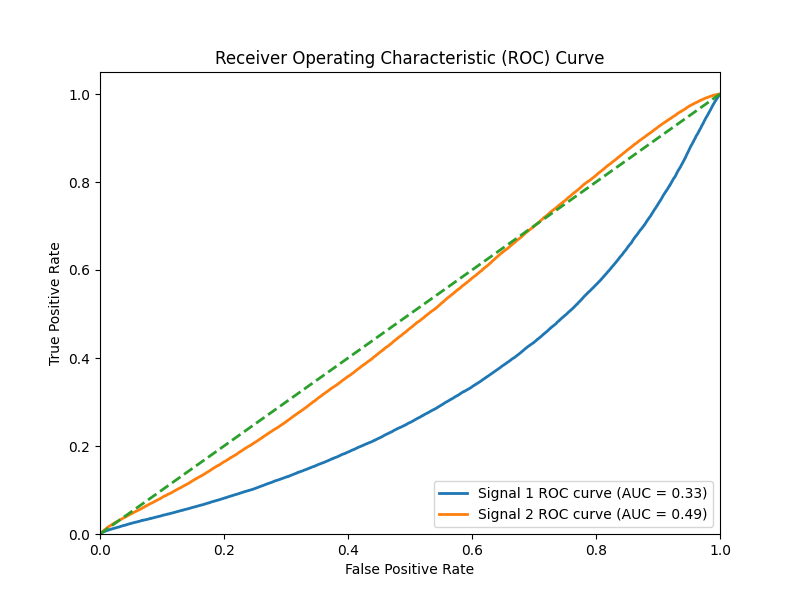 Receiver Operating Characteristic (ROC) Curve
True Positive Rate
1.0
0.8
0.6
0.4
0.2
0.0
Signal 1 ROC curve (AUC = 0.33)
Signal 2 ROC curve (AUC = 0.49)
0.0 0.2 0.4 0.6 0.8 1.0
False Positive Rate